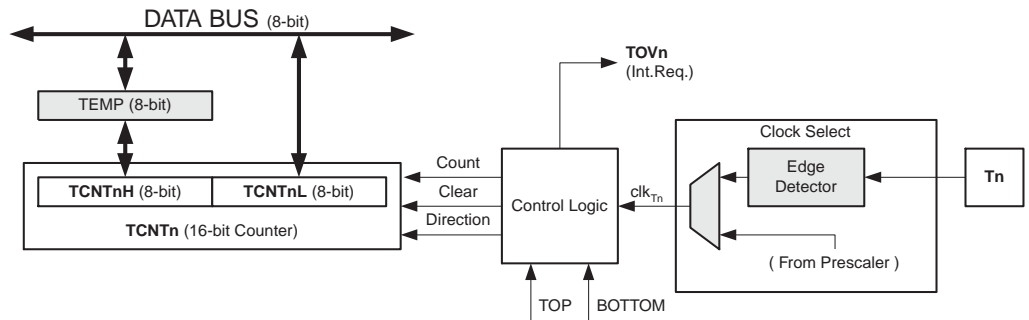 DATA BUS (8-bit)
TOVn
(Int.Req.)
TEMP (8-bit)
Clock Select
Count
Edge
Detector
Tn
TCNTnH (8-bit) TCNTnL (8-bit)
Clear
Control Logic
clkTn
TCNTn (16-bit Counter)
Direction
( From Prescaler )
TOP
BOTTOM